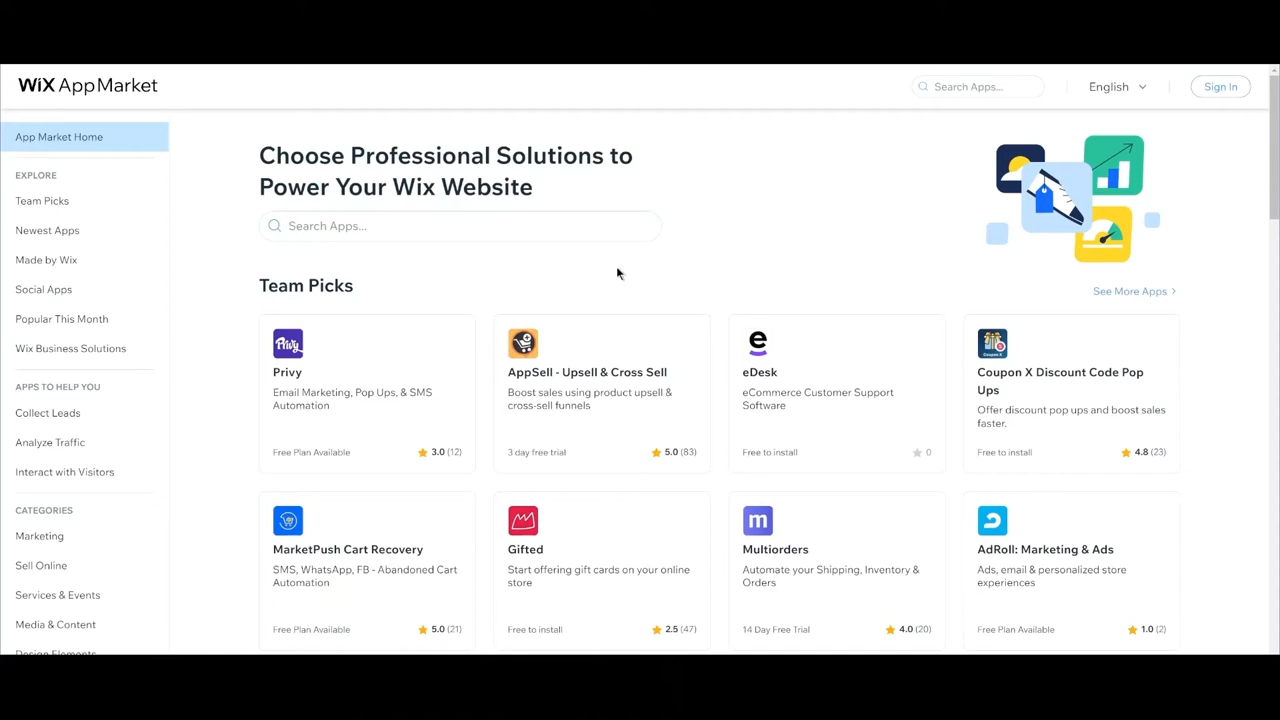 WiX App Market
Search Apps...
English
Sign In
App Market Home
EXPLORE
Team Picks
Newest Apps
Made by Wix
Social Apps
Popular This Month
Wix Business Solutions
APPS TO HELP YOU
Collect Leads
Analyze Traffic
Interact with Visitors
CATEGORIES
Marketing
Sell Online
Services & Events
Media & Content
Design Elements
Choose Professional Solutions to
Power Your Wix Website
Search Apps...
Team Picks
See More Apps >
Privy
Privy
Email Marketing, Pop Ups, & SMS
Automation
Free Plan Available 3.0 (12)
AppSell - Upsell & Cross Sell
Boost sales using product upsell &
cross-sell funnels
3 day free trial 5.0 (83)
e
eDesk
eCommerce Customer Support
Software
Free to install 0
Coupon X
Coupon X Discount Code Pop
Ups
Offer discount pop ups and boost sales
faster.
Free to install 4.8 (23)
MarketPush Cart Recovery
SMS, WhatsApp, FB - Abandoned Cart
Automation
Free Plan Available 5.0 (21)
Gifted
Start offering gift cards on your online
store
Free to install 2.5 (47)
m
Multiorders
Automate your Shipping, Inventory &
Orders
14 Day Free Trial 4.0 (20)
AdRoll: Marketing & Ads
Ads, email & personalized store
experiences
Free Plan Available 1.0 (2)